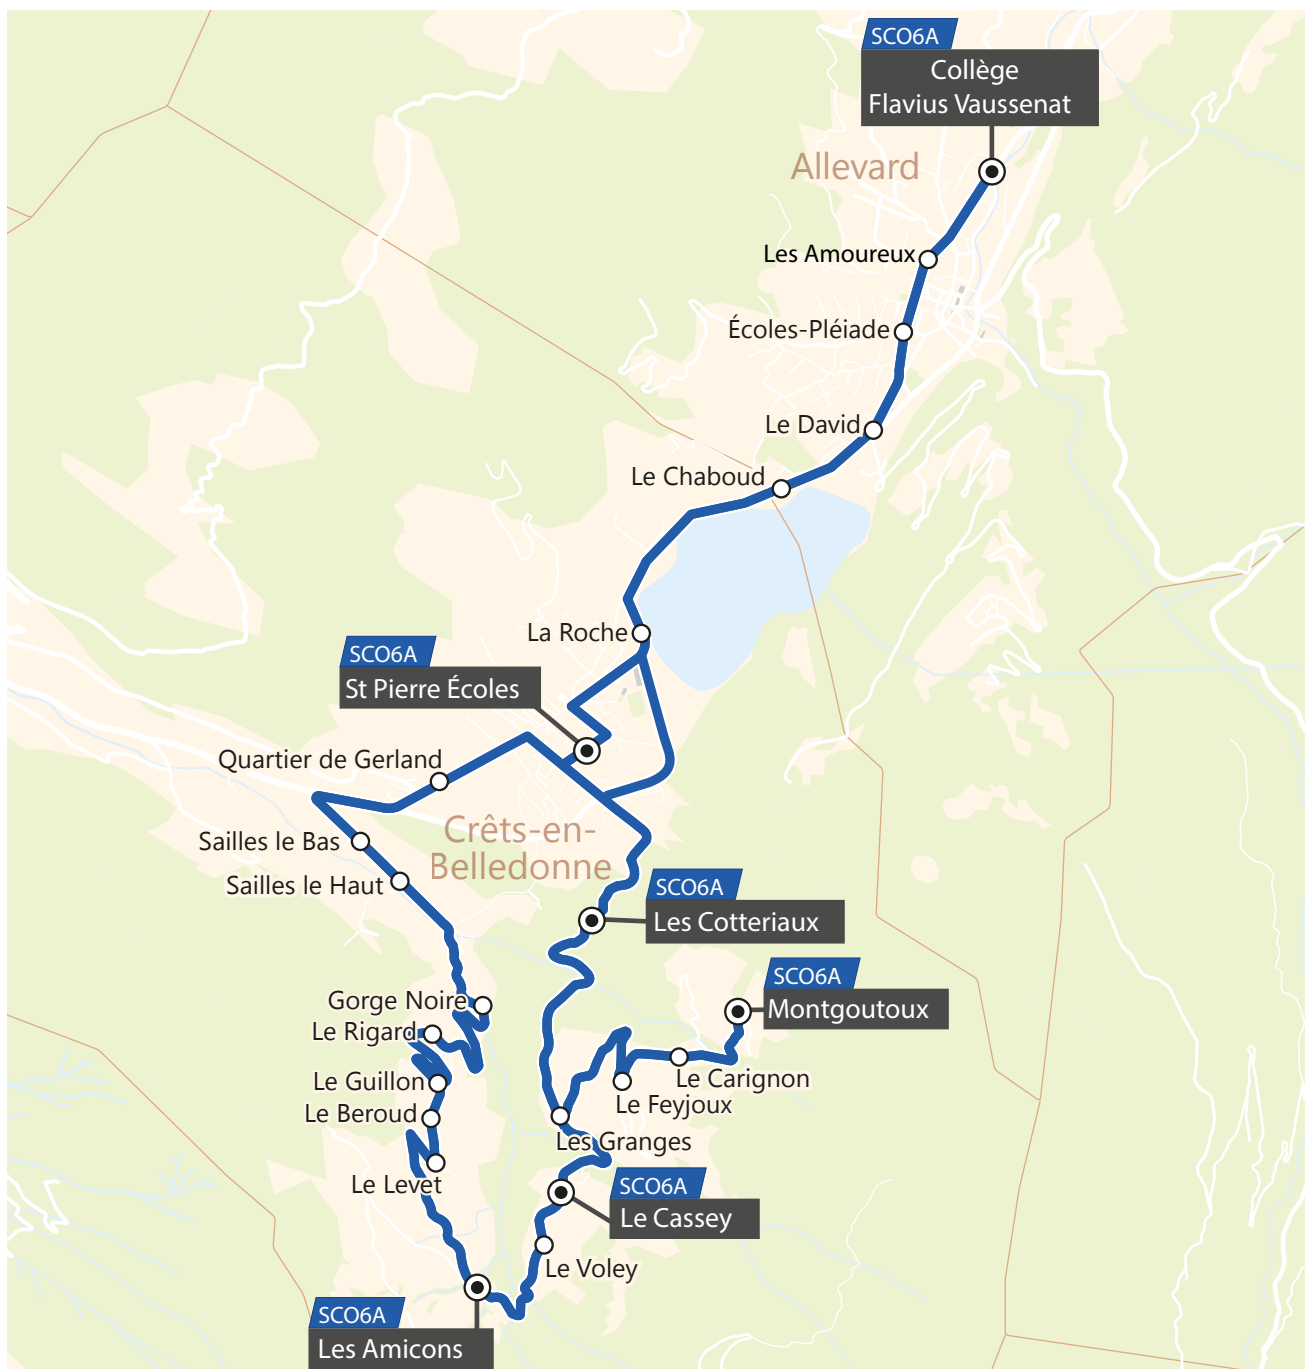 SCO6A
Collège
Flavius Vaussenat
Allevard
Les Amoureux
Écoles-Pléiade
Le David
Le Chaboud
La Roche
SCO6A
St Pierre Écoles
Quartier de Gerland
Sailles le Bas
Crêts-en-
Belledonne
Sailles le Haut
SCO6A
Les Cotteriaux
SCO6A
Montgoutoux
Gorge Noire
Le Rigard
Le Guillon
Le Carignon
Le Feyjoux
Le Beroud
Les Granges
Le Levet
SCO6A
Le Cassey
Le Voley
SCO6A
Les Amicons